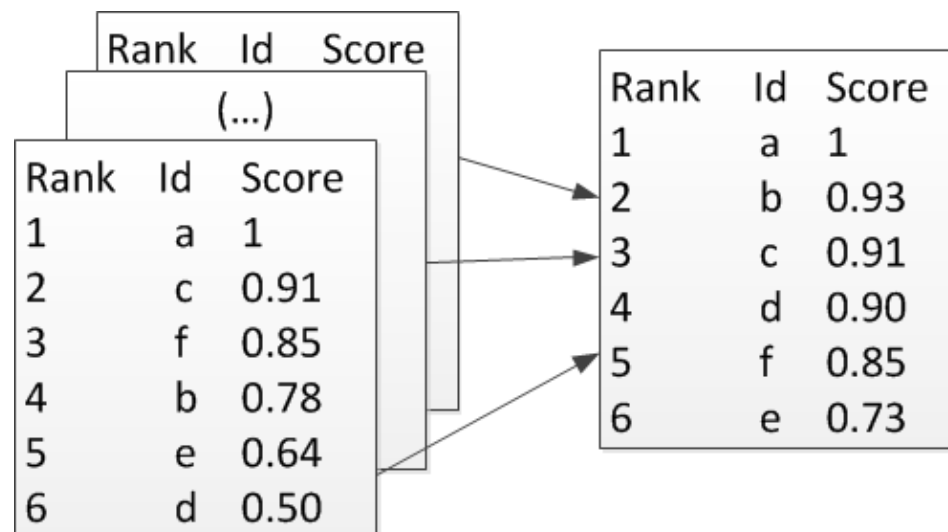 Rank Id Score
(...)
Rank Id Score
1 a 1
2 c 0.91
3 f 0.85
4 b 0.78
5 e 0.64
6 d 0.50
Rank Id Score
1 a 1
2 b 0.93
3 c 0.91
4 d 0.90
5 f 0.85
6 e 0.73